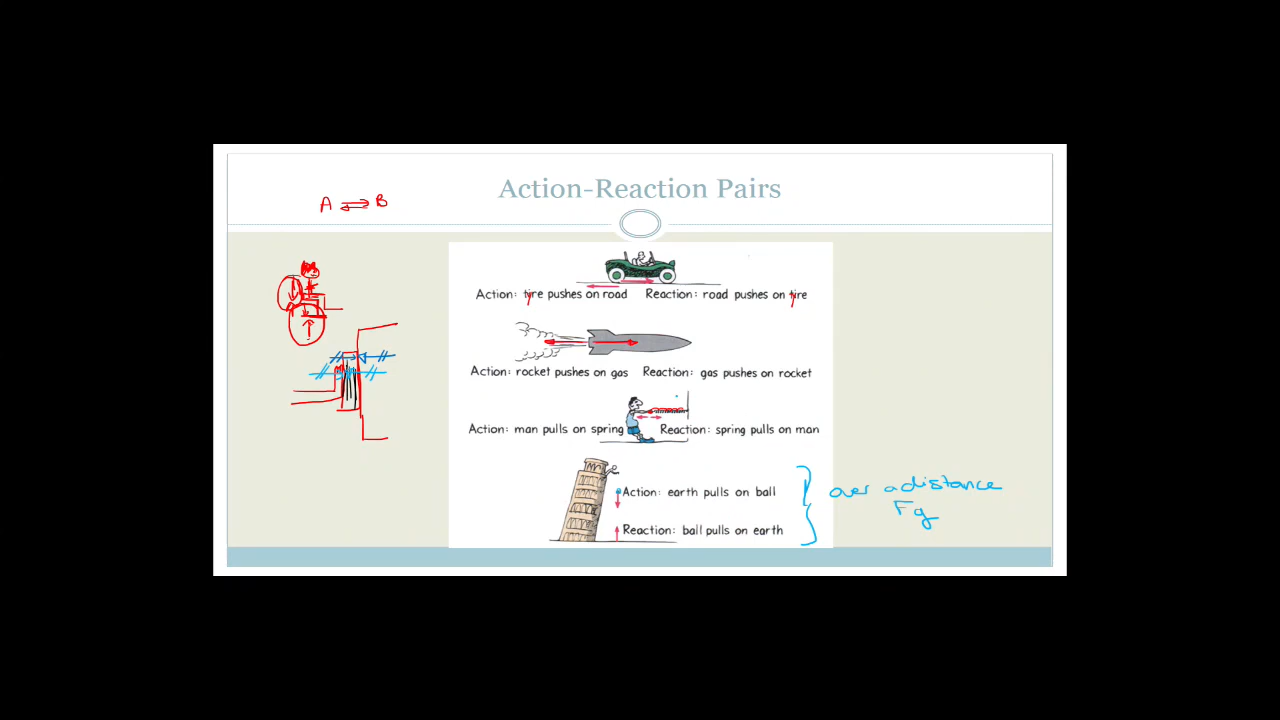 Action-Reaction Pairs
A ⇌ B
Action: tire pushes on road Reaction: road pushes on tire
Action: rocket pushes on gas Reaction: gas pushes on rocket
Action: man pulls on spring Reaction: spring pulls on man
Action: earth pulls on ball
Reaction: ball pulls on earth
over a distance
Fg